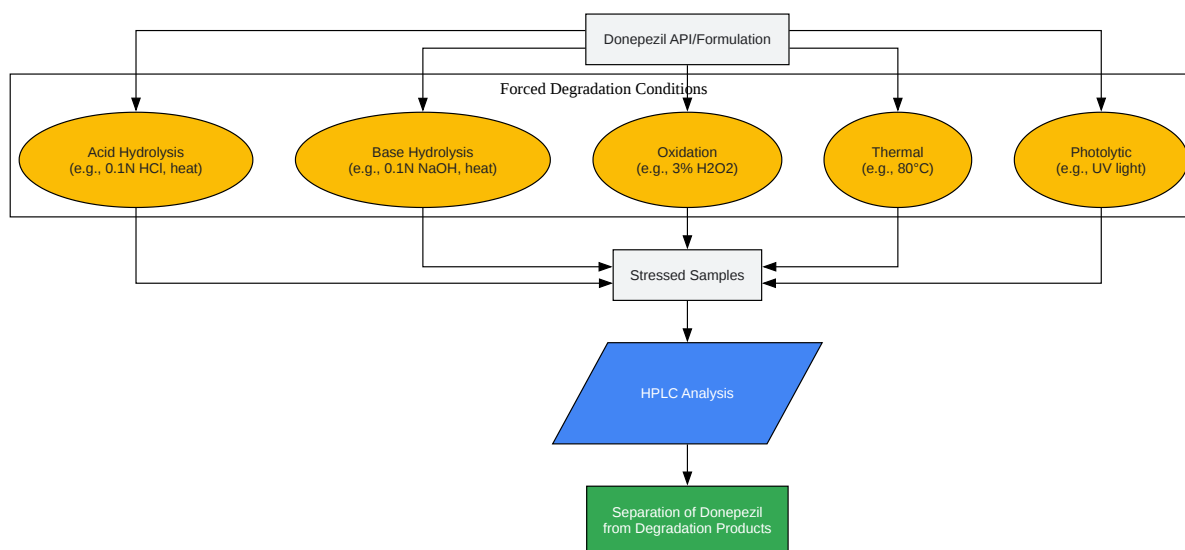 Donepezil API/Formulation
Forced Degradation Conditions
Acid Hydrolysis
(e.g., 0.1N HCl, heat)
Base Hydrolysis
(e.g., 0.1N NaOH, heat)
Oxidation
(e.g., 3% H2O2)
Thermal
(e.g., 80°C)
Photolytic
(e.g., UV light)
Stressed Samples
HPLC Analysis
Separation of Donepezil
from Degradation Products